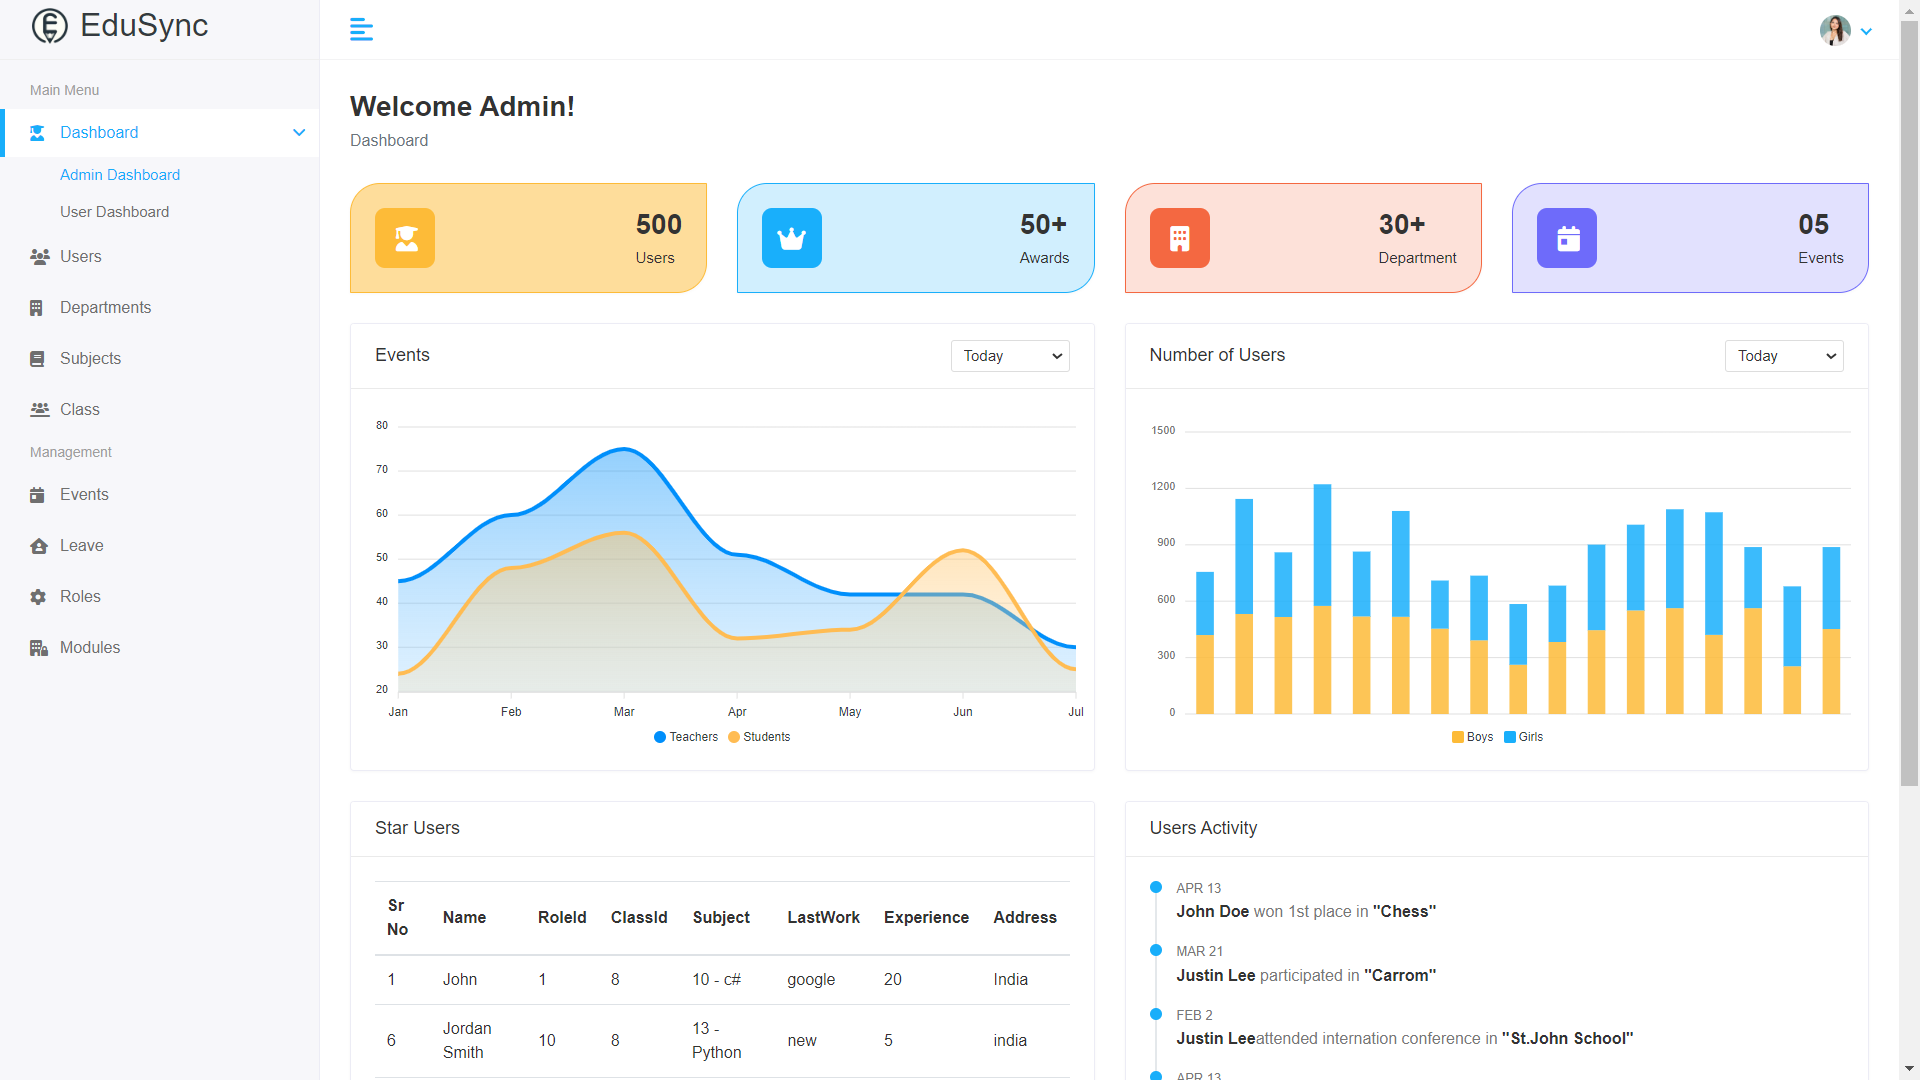 EduSync
Main Menu
Dashboard
Admin Dashboard
User Dashboard
Users
Departments
Subjects
Class
Management
Events
Leave
Roles
Modules
Welcome Admin!
Dashboard
500
Users
50+
Awards
30+
Department
05
Events
Events
Today
80
70
60
50
40
30
20
Jan Feb Mar Apr May Jun Jul
Teachers Students
Number of Users
Today
1500
1200
900
600
300
0
Boys Girls
Star Users
Sr No Name RoleId ClassId Subject LastWork Experience Address
1 John 1 8 10 - c# google 20 India
6 Jordan Smith 10 8 13 - Python new 5 india
Users Activity
APR 13
John Doe won 1st place in "Chess"
MAR 21
Justin Lee participated in "Carrom"
FEB 2
Justin Leeattended internation conference in "St.John School"
APR 13